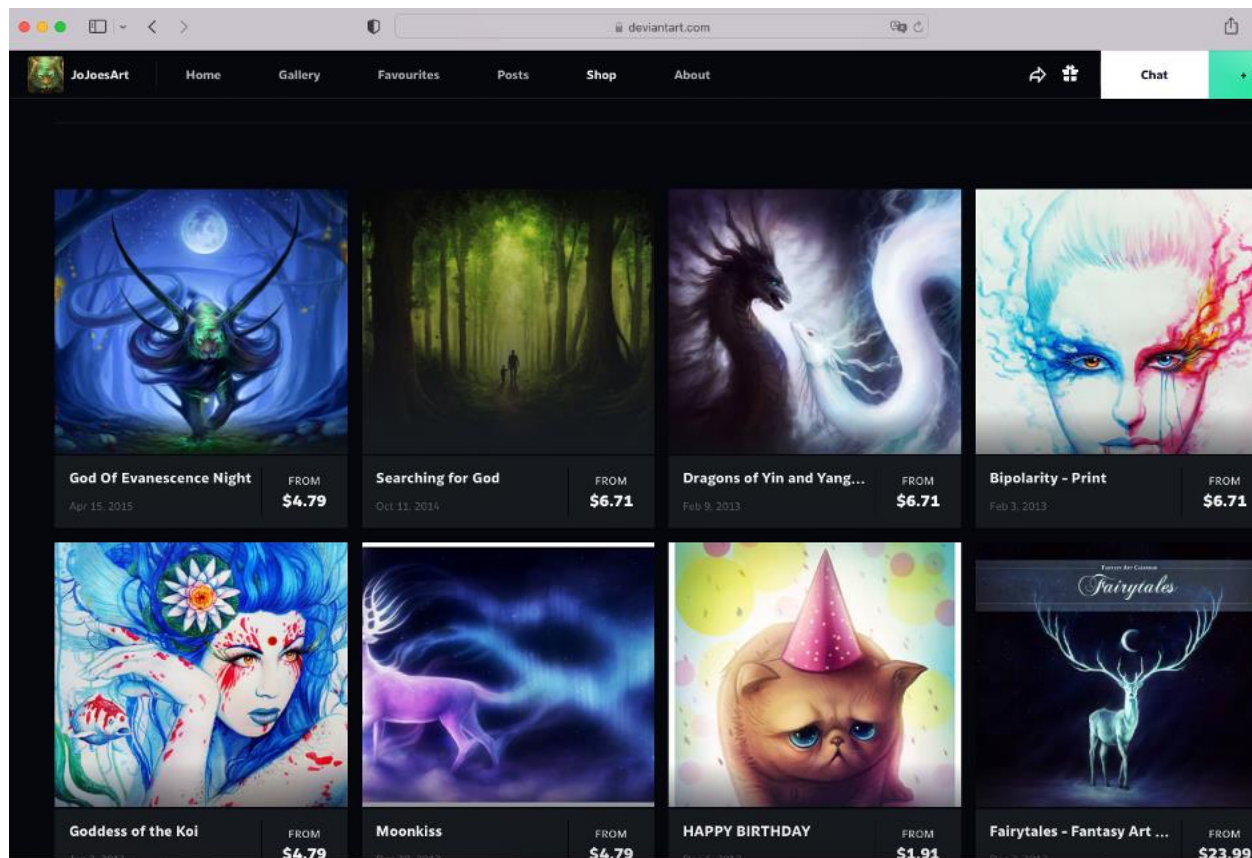 deviantart.com
JoJoesArt Home Gallery Favourites Posts Shop About Chat +
God Of Evanescence Night FROM
Apr 15, 2015 $4.79
Searching for God FROM
Oct 11, 2014 $6.71
Dragons of Yin and Yang... FROM
Feb 9, 2013 $6.71
Bipolarity - Print FROM
Feb 3, 2013 $6.71
Fairytales
Goddess of the Koi FROM
$4.79
Moonkiss FROM
$4.79
HAPPY BIRTHDAY FROM
$1.91
Fairytales - Fantasy Art ... FROM
$23.99